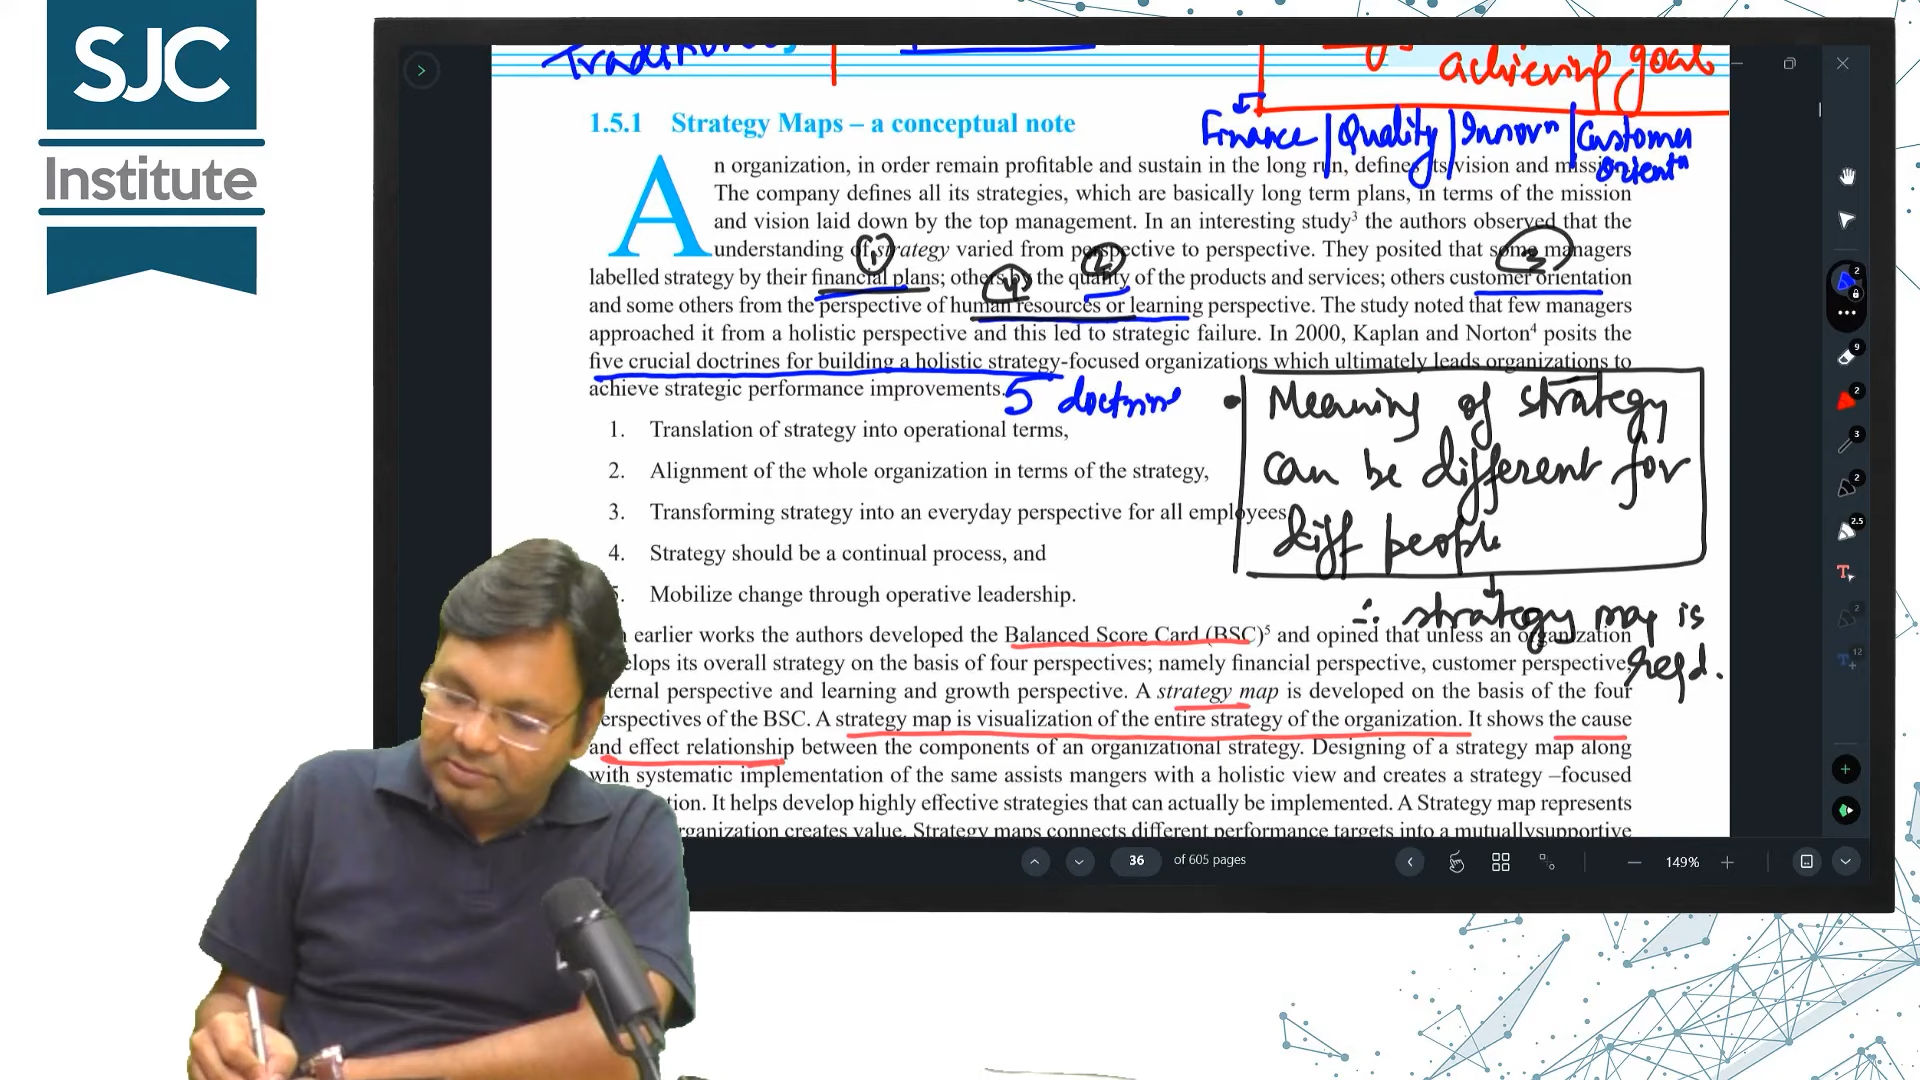 SJC
Institute
achieving goal
1.5.1 Strategy Maps – a conceptual note
Finance | Quality | Innovn | Customer
orientn
An organization, in order remain profitable and sustain in the long run, defines its vision and
The company defines all its strategies, which are basically long term plans, in terms of the mission
and vision laid down by the top management. In an interesting study3 the authors observed that the
understanding of strategy varied from perspective to perspective. They posited that some managers
labelled strategy by their financial plans; others by the quality of the products and services; others customer orientation
and some others from the perspective of human resources or learning perspective. The study noted that few managers
approached it from a holistic perspective and this led to strategic failure. In 2000, Kaplan and Norton4 posits the
five crucial doctrines for building a holistic strategy-focused organizations which ultimately leads organizations to
achieve strategic performance improvements.
5 doctrine
1. Translation of strategy into operational terms,
2. Alignment of the whole organization in terms of the strategy,
3. Transforming strategy into an everyday perspective for all employees
4. Strategy should be a continual process, and
5. Mobilize change through operative leadership.
• Meaning of strategy
can be different for
diff people
∴ strategy map is
reqd.
earlier works the authors developed the Balanced Score Card (BSC)5 and opined that unless an organization
elops its overall strategy on the basis of four perspectives; namely financial perspective, customer perspective,
ternal perspective and learning and growth perspective. A strategy map is developed on the basis of the four
erspectives of the BSC. A strategy map is visualization of the entire strategy of the organization. It shows the cause
and effect relationship between the components of an organizational strategy. Designing of a strategy map along
with systematic implementation of the same assists mangers with a holistic view and creates a strategy –focused
tion. It helps develop highly effective strategies that can actually be implemented. A Strategy map represents
rganization creates value. Strategy maps connects different performance targets into a mutuallysupportive
36 of 605 pages
149%